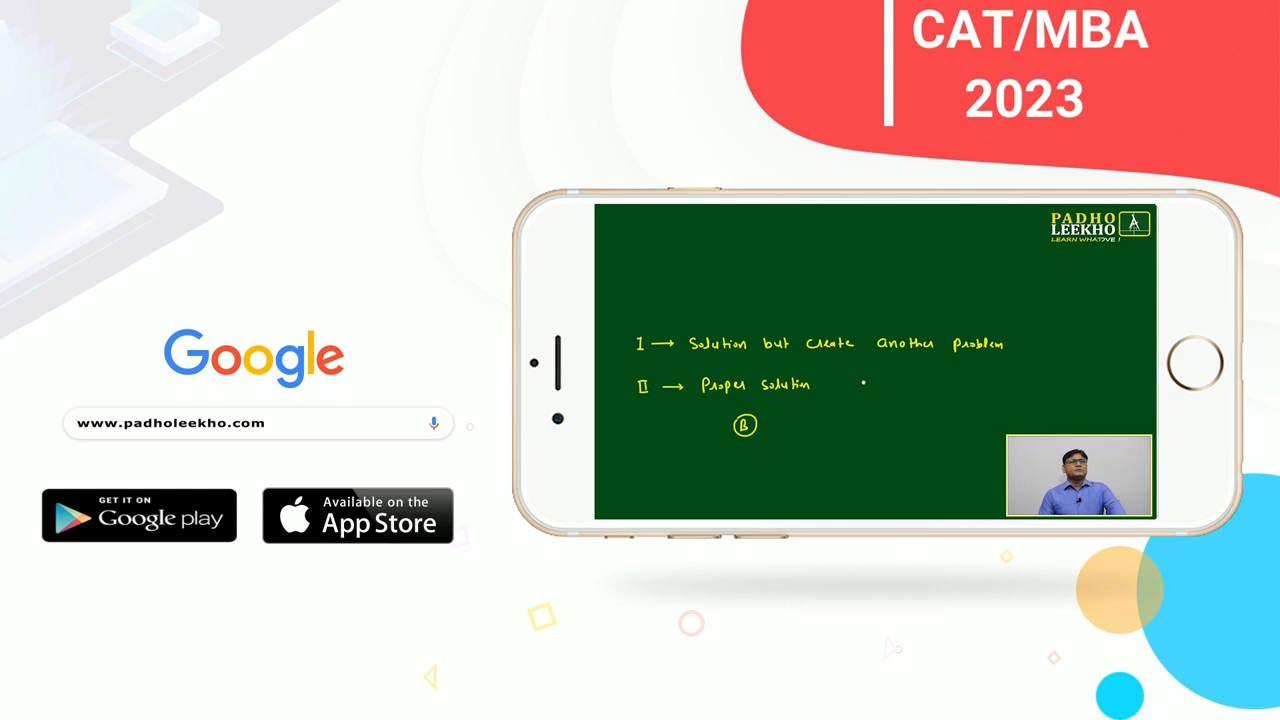 CAT/MBA
2023
PADHO
LEEKHO
I → Solution but create another problem
II → Proper solution
B
Google
www.padholeekho.com
GET IT ON
Google play
Available on the
App Store